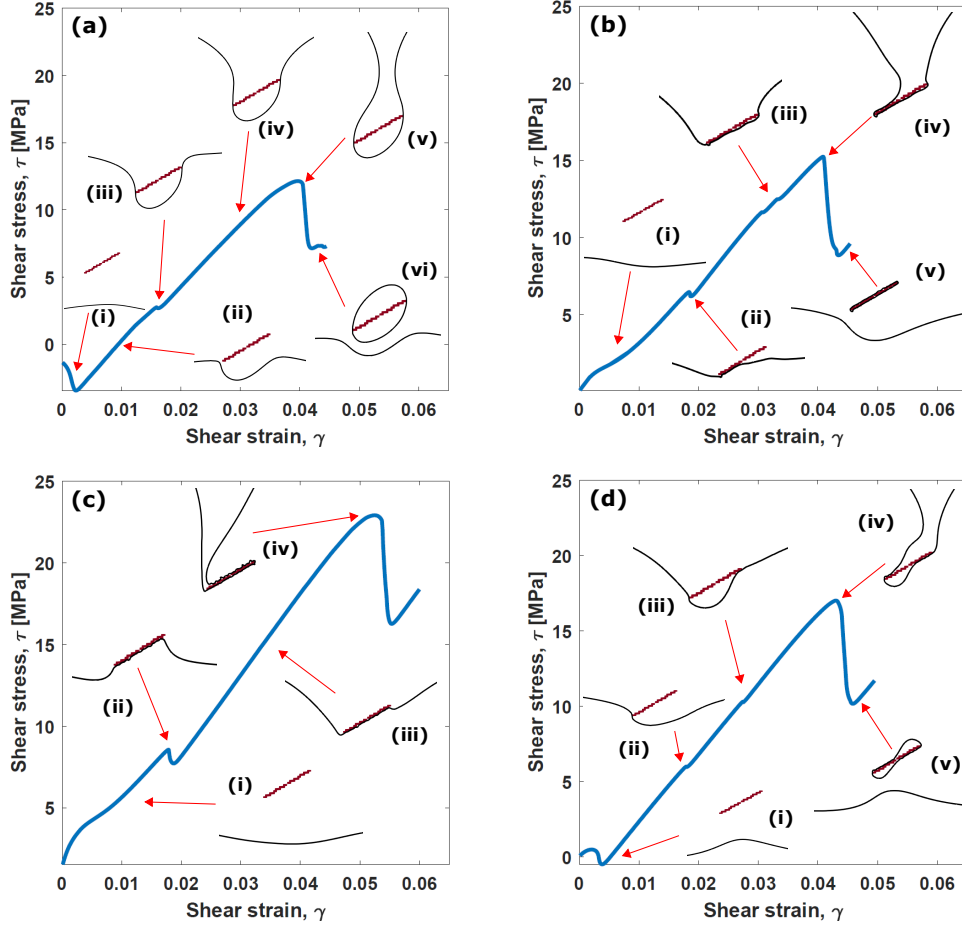 (a)
25
20
15
10
5
0
Shear stress, τ [MPa]
(i)
(ii)
(iii)
(iv)
(v)
(vi)
0 0.01 0.02 0.03 0.04 0.05 0.06
Shear strain, γ
(b)
25
20
15
10
5
Shear stress, τ [MPa]
(i)
(ii)
(iii)
(iv)
(v)
0 0.01 0.02 0.03 0.04 0.05 0.06
Shear strain, γ
(c)
25
20
15
10
5
Shear stress, τ [MPa]
(i)
(ii)
(iii)
(iv)
0 0.01 0.02 0.03 0.04 0.05 0.06
Shear strain, γ
(d)
25
20
15
10
5
0
Shear stress, τ [MPa]
(i)
(ii)
(iii)
(iv)
(v)
0 0.01 0.02 0.03 0.04 0.05 0.06
Shear strain, γ